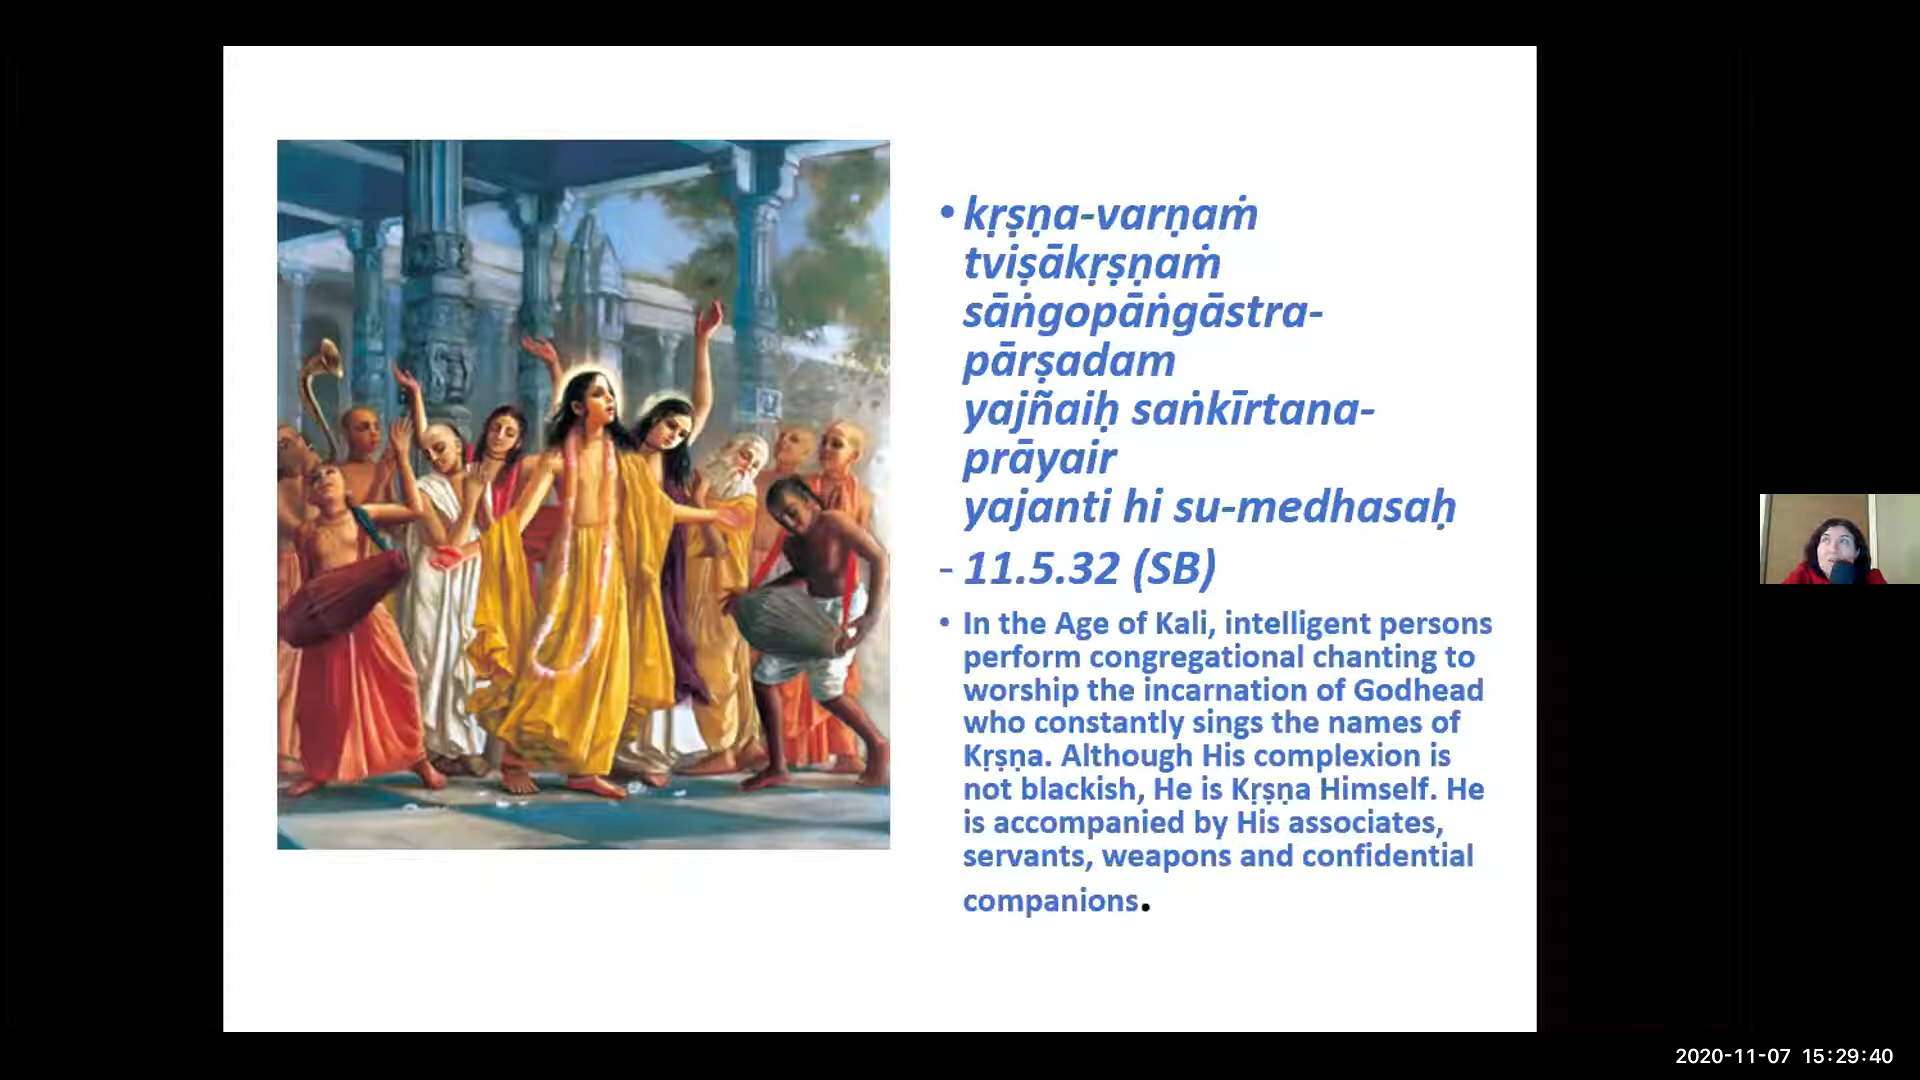 • kṛṣṇa-varṇaṁ
tviṣākṛṣṇaṁ
sāṅgopāṅgāstra-
pārṣadam
yajñaiḥ saṅkīrtana-
prāyair
yajanti hi su-medhasaḥ
- 11.5.32 (SB)
• In the Age of Kali, intelligent persons
perform congregational chanting to
worship the incarnation of Godhead
who constantly sings the names of
Kṛṣṇa. Although His complexion is
not blackish, He is Kṛṣṇa Himself. He
is accompanied by His associates,
servants, weapons and confidential
companions.
2020-11-07 15:29:40